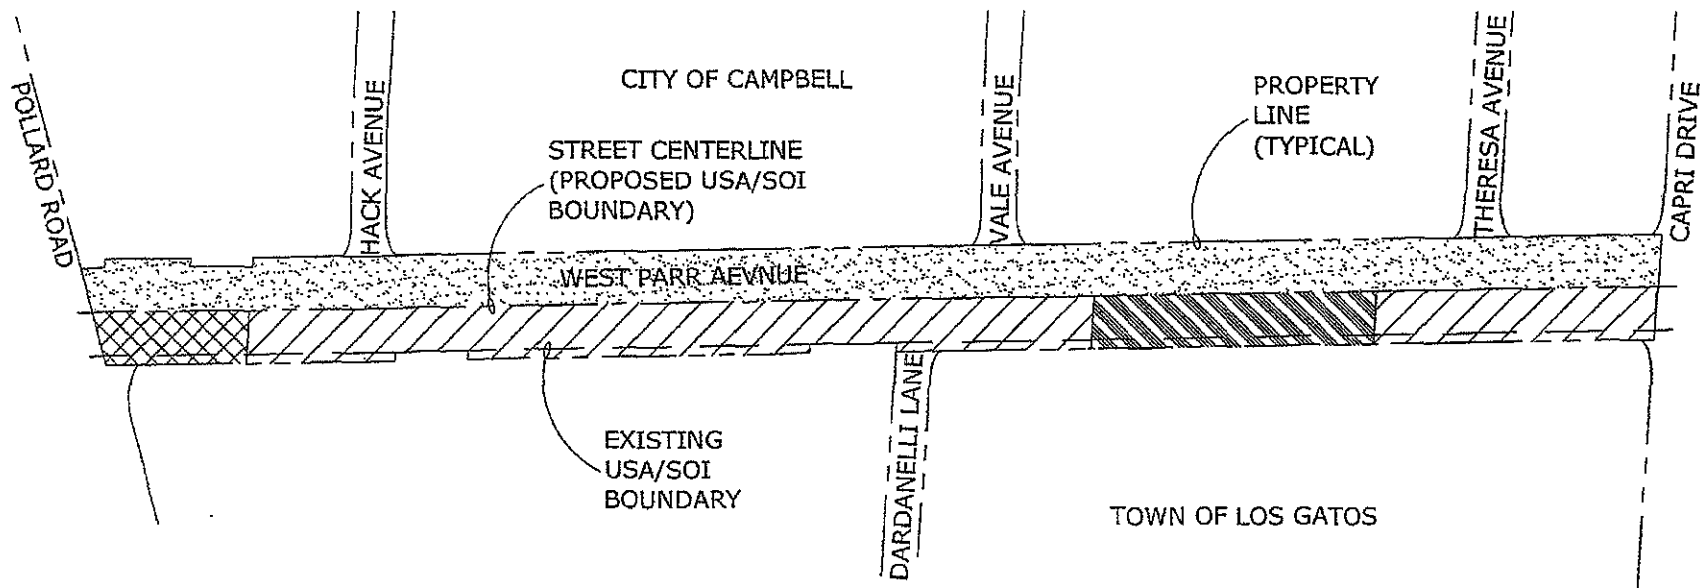 POLLARD ROAD
HACK AVENUE
CITY OF CAMPBELL
STREET CENTERLINE
(PROPOSED USA/SOI
BOUNDARY)
VALE AVENUE
PROPERTY
LINE
(TYPICAL)
THERESA AVENUE
CAPRI DRIVE
WEST PARR AEVNUE
EXISTING
USA/SOI
BOUNDARY
DARDANELLI LANE
TOWN OF LOS GATOS